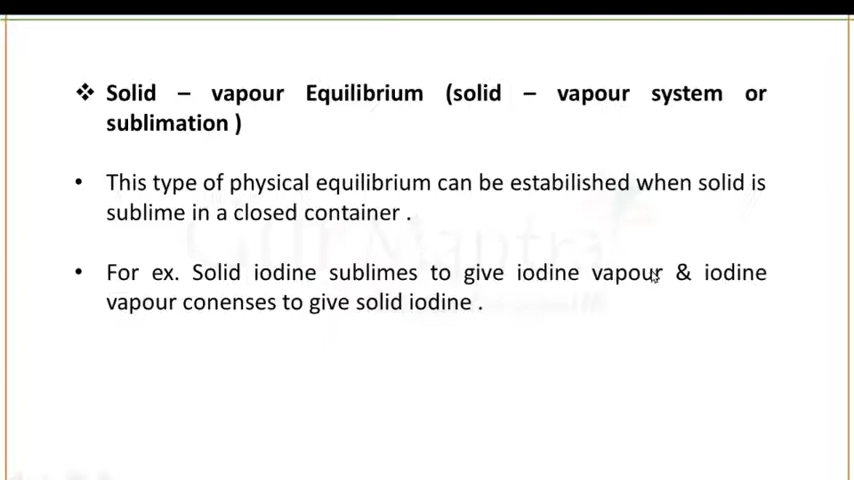 ❖ Solid – vapour Equilibrium (solid – vapour system or
sublimation )
• This type of physical equilibrium can be estabilished when solid is
sublime in a closed container .
• For ex. Solid iodine sublimes to give iodine vapour & iodine
vapour conenses to give solid iodine .